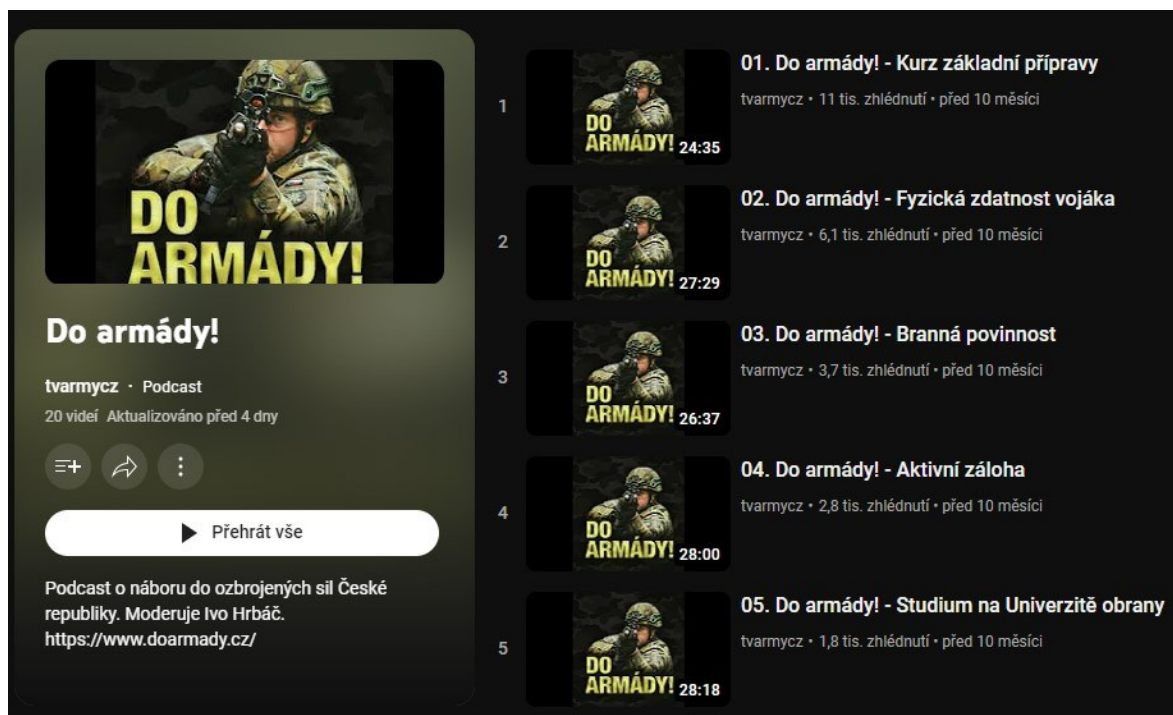 DO
ARMÁDY!
Do armády!
tvarmycz · Podcast
20 videí Aktualizováno před 4 dny
Přehrát vše
Podcast o náboru do ozbrojených sil České
republiky. Moderuje Ivo Hrbáč.
https://www.doarmady.cz/
1
DO
ARMÁDY!
24:35
01. Do armády! - Kurz základní přípravy
tvarmycz • 11 tis. zhlédnutí • před 10 měsíci
2
DO
ARMÁDY!
27:29
02. Do armády! - Fyzická zdatnost vojáka
tvarmycz • 6,1 tis. zhlédnutí • před 10 měsíci
3
DO
ARMÁDY!
26:37
03. Do armády! - Branná povinnost
tvarmycz • 3,7 tis. zhlédnutí • před 10 měsíci
4
DO
ARMÁDY!
28:00
04. Do armády! - Aktivní záloha
tvarmycz • 2,8 tis. zhlédnutí • před 10 měsíci
5
DO
ARMÁDY!
28:18
05. Do armády! - Studium na Univerzitě obrany
tvarmycz • 1,8 tis. zhlédnutí • před 10 měsíci